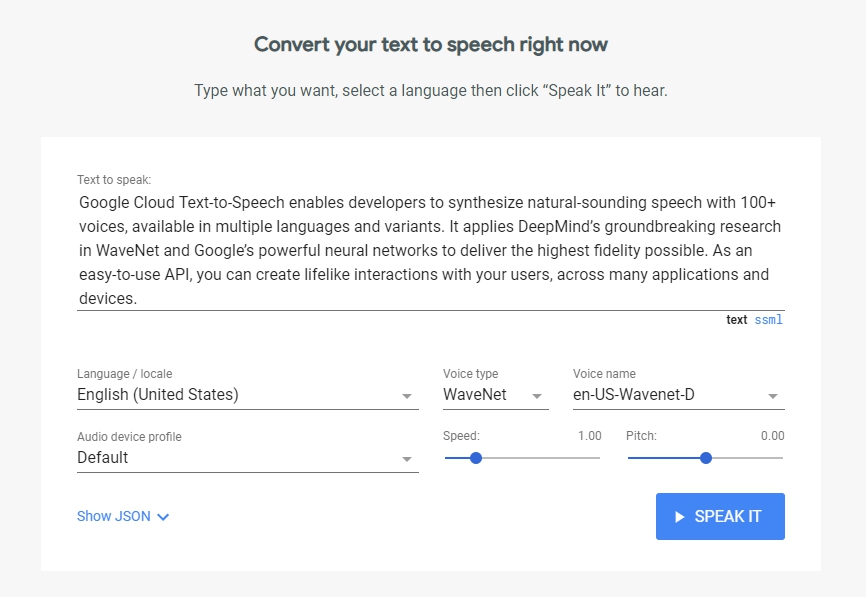 Convert your text to speech right now
Type what you want, select a language then click “Speak It” to hear.
Text to speak:
Google Cloud Text-to-Speech enables developers to synthesize natural-sounding speech with 100+
voices, available in multiple languages and variants. It applies DeepMind’s groundbreaking research
in WaveNet and Google’s powerful neural networks to deliver the highest fidelity possible. As an
easy-to-use API, you can create lifelike interactions with your users, across many applications and
devices.
text ssml
Language / locale
English (United States)
Voice type
WaveNet
Voice name
en-US-Wavenet-D
Audio device profile
Default
Speed: 1.00
Pitch: 0.00
Show JSON
SPEAK IT